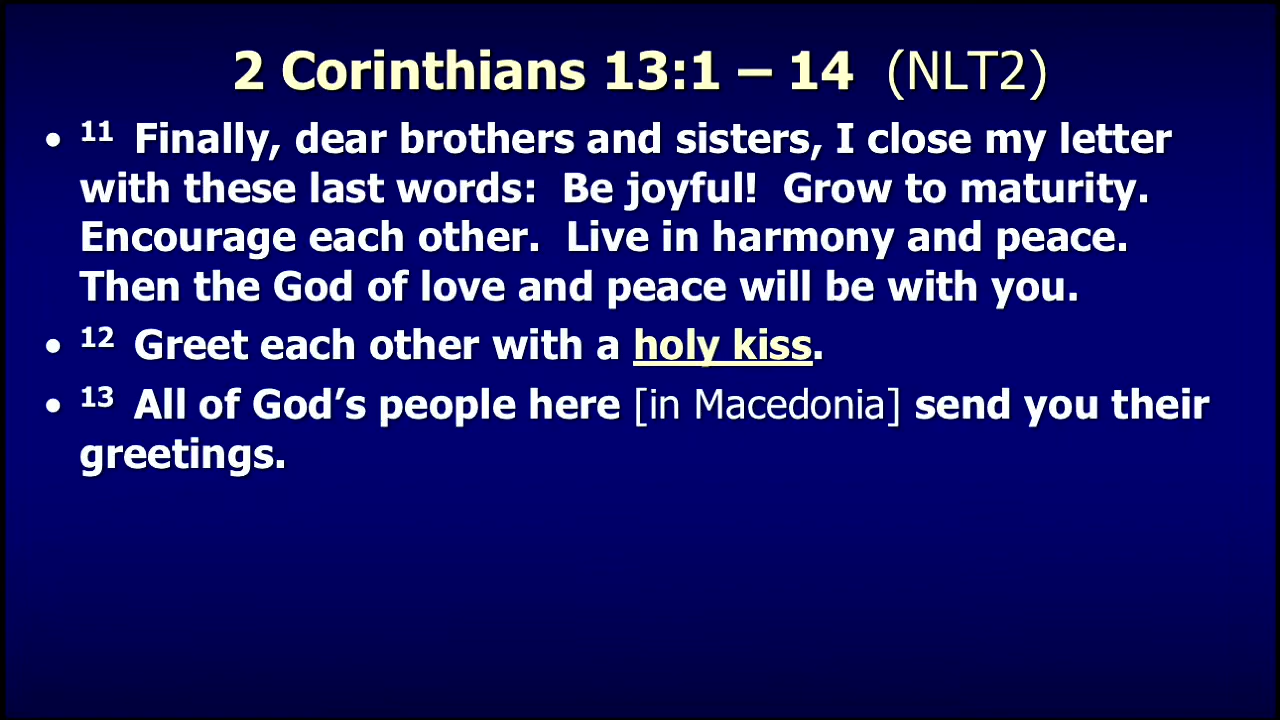 2 Corinthians 13:1 – 14 (NLT2)
• 11 Finally, dear brothers and sisters, I close my letter
with these last words: Be joyful! Grow to maturity.
Encourage each other. Live in harmony and peace.
Then the God of love and peace will be with you.
• 12 Greet each other with a holy kiss.
• 13 All of God’s people here [in Macedonia] send you their
greetings.